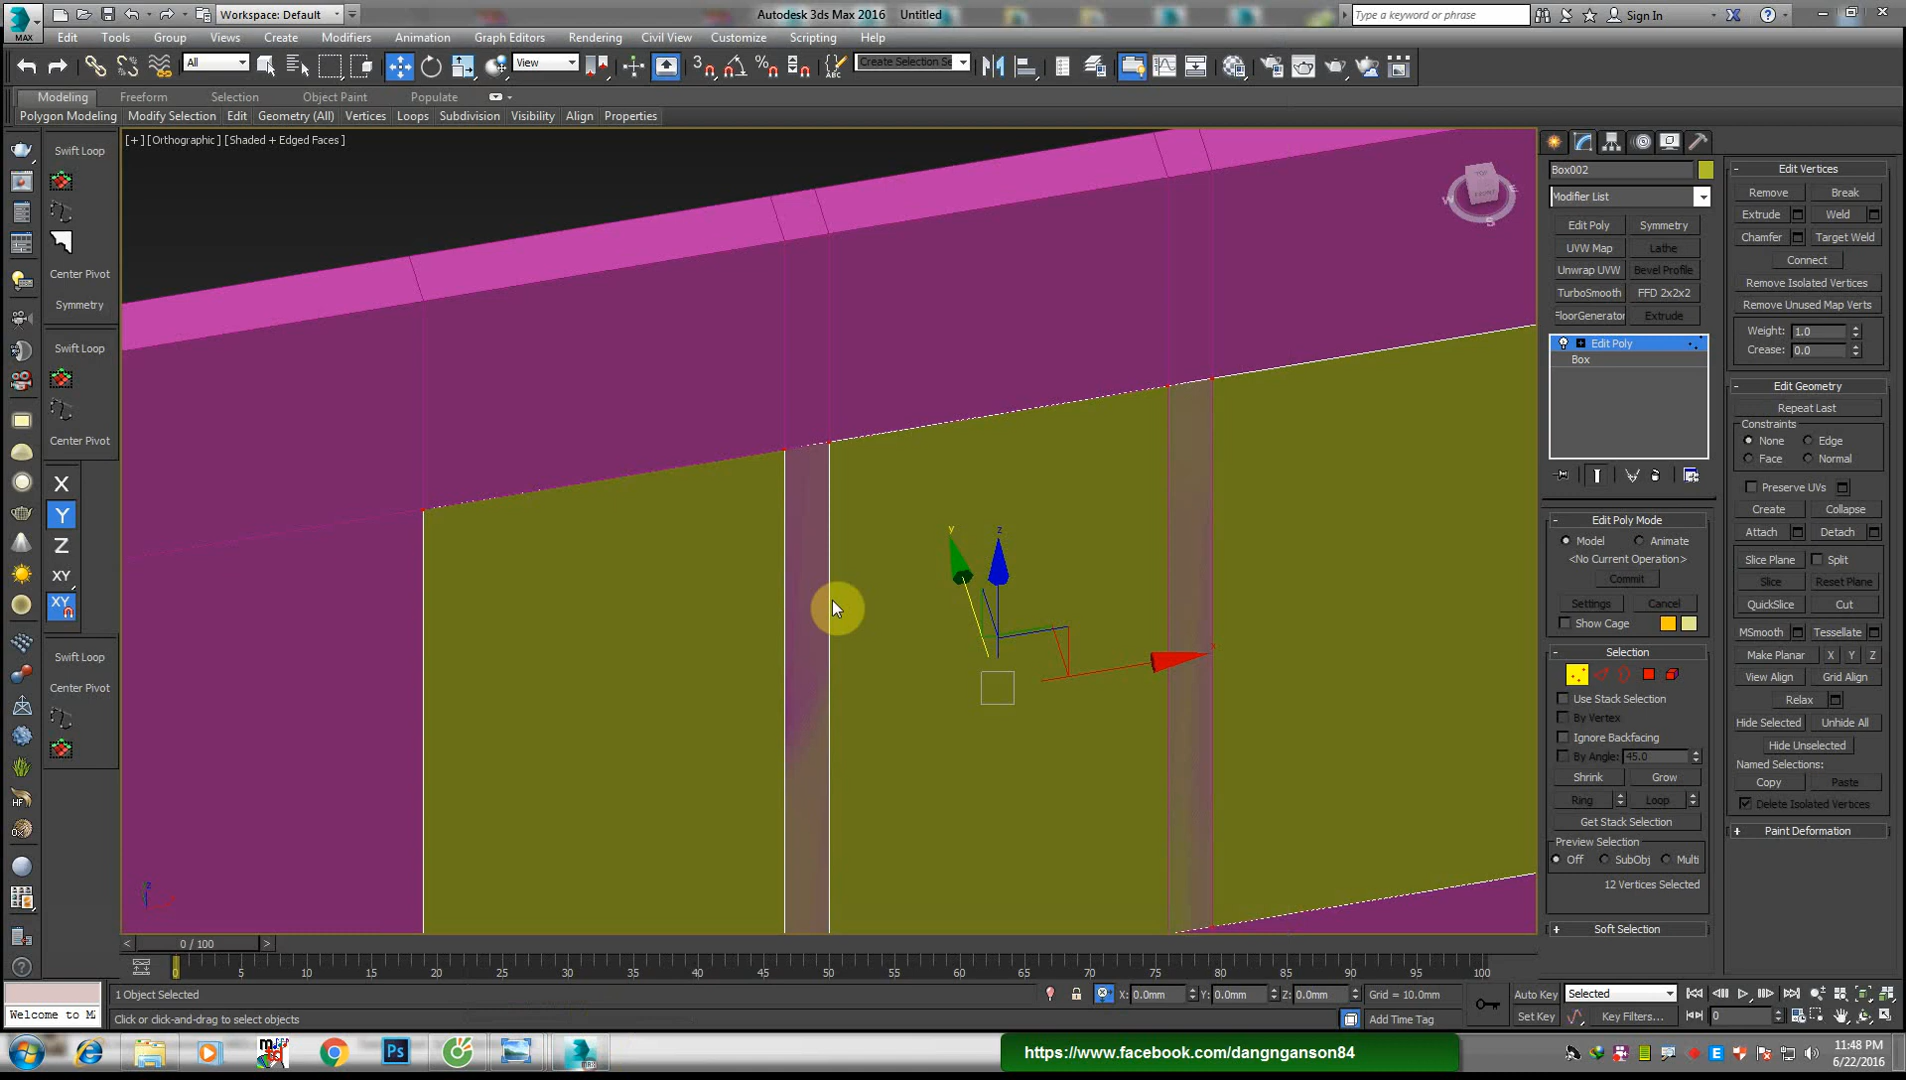 Workspace: Default
Autodesk 3ds Max 2016 Untitled
Type a keyword or phrase
Sign In
MAX
Edit Tools Group Views Create Modifiers Animation Graph Editors Rendering Civil View Customize Scripting Help
All
View
Create Selection Se
Modeling Freeform Selection Object Paint Populate
Polygon Modeling Modify Selection Edit Geometry (All) Vertices Loops Subdivision Visibility Align Properties
[+] [Orthographic] [Shaded + Edged Faces]
Swift Loop
Center Pivot
Symmetry
Swift Loop
Center Pivot
X
Y
Z
XY
XY
Swift Loop
Center Pivot
TOP
FRONT
W
S
y
z
x
z
Box002
Modifier List
Edit Poly Symmetry
UVW Map Lathe
Unwrap UVW Bevel Profile
TurboSmooth FFD 2x2x2
FloorGenerator Extrude
Edit Poly
Box
Edit Poly Mode
Model Animate
<No Current Operation>
Commit
Settings Cancel
Show Cage
Selection
Use Stack Selection
By Vertex
Ignore Backfacing
By Angle: 45.0
Shrink Grow
Ring Loop
Get Stack Selection
Preview Selection
Off SubObj Multi
12 Vertices Selected
Soft Selection
Edit Vertices
Remove Break
Extrude Weld
Chamfer Target Weld
Connect
Remove Isolated Vertices
Remove Unused Map Verts
Weight: 1.0
Crease: 0.0
Edit Geometry
Repeat Last
Constraints
None Edge
Face Normal
Preserve UVs
Create Collapse
Attach Detach
Slice Plane Split
Slice Reset Plane
QuickSlice Cut
MSmooth Tessellate
Make Planar X Y Z
View Align Grid Align
Relax
Hide Selected Unhide All
Hide Unselected
Named Selections:
Copy Paste
Delete Isolated Vertices
Paint Deformation
0 / 100
0 5 10 15 20 25 30 35 40 45 50 55 60 65 70 75 80 85 90 95 100
1 Object Selected
X: 0.0mm Y: 0.0mm Z: 0.0mm Grid = 10.0mm
Auto Key Selected
Welcome to M
Click or click-and-drag to select objects
Add Time Tag
Set Key Key Filters... 0
Ps
https://www.facebook.com/dangnganson84
11:48 PM
6/22/2016